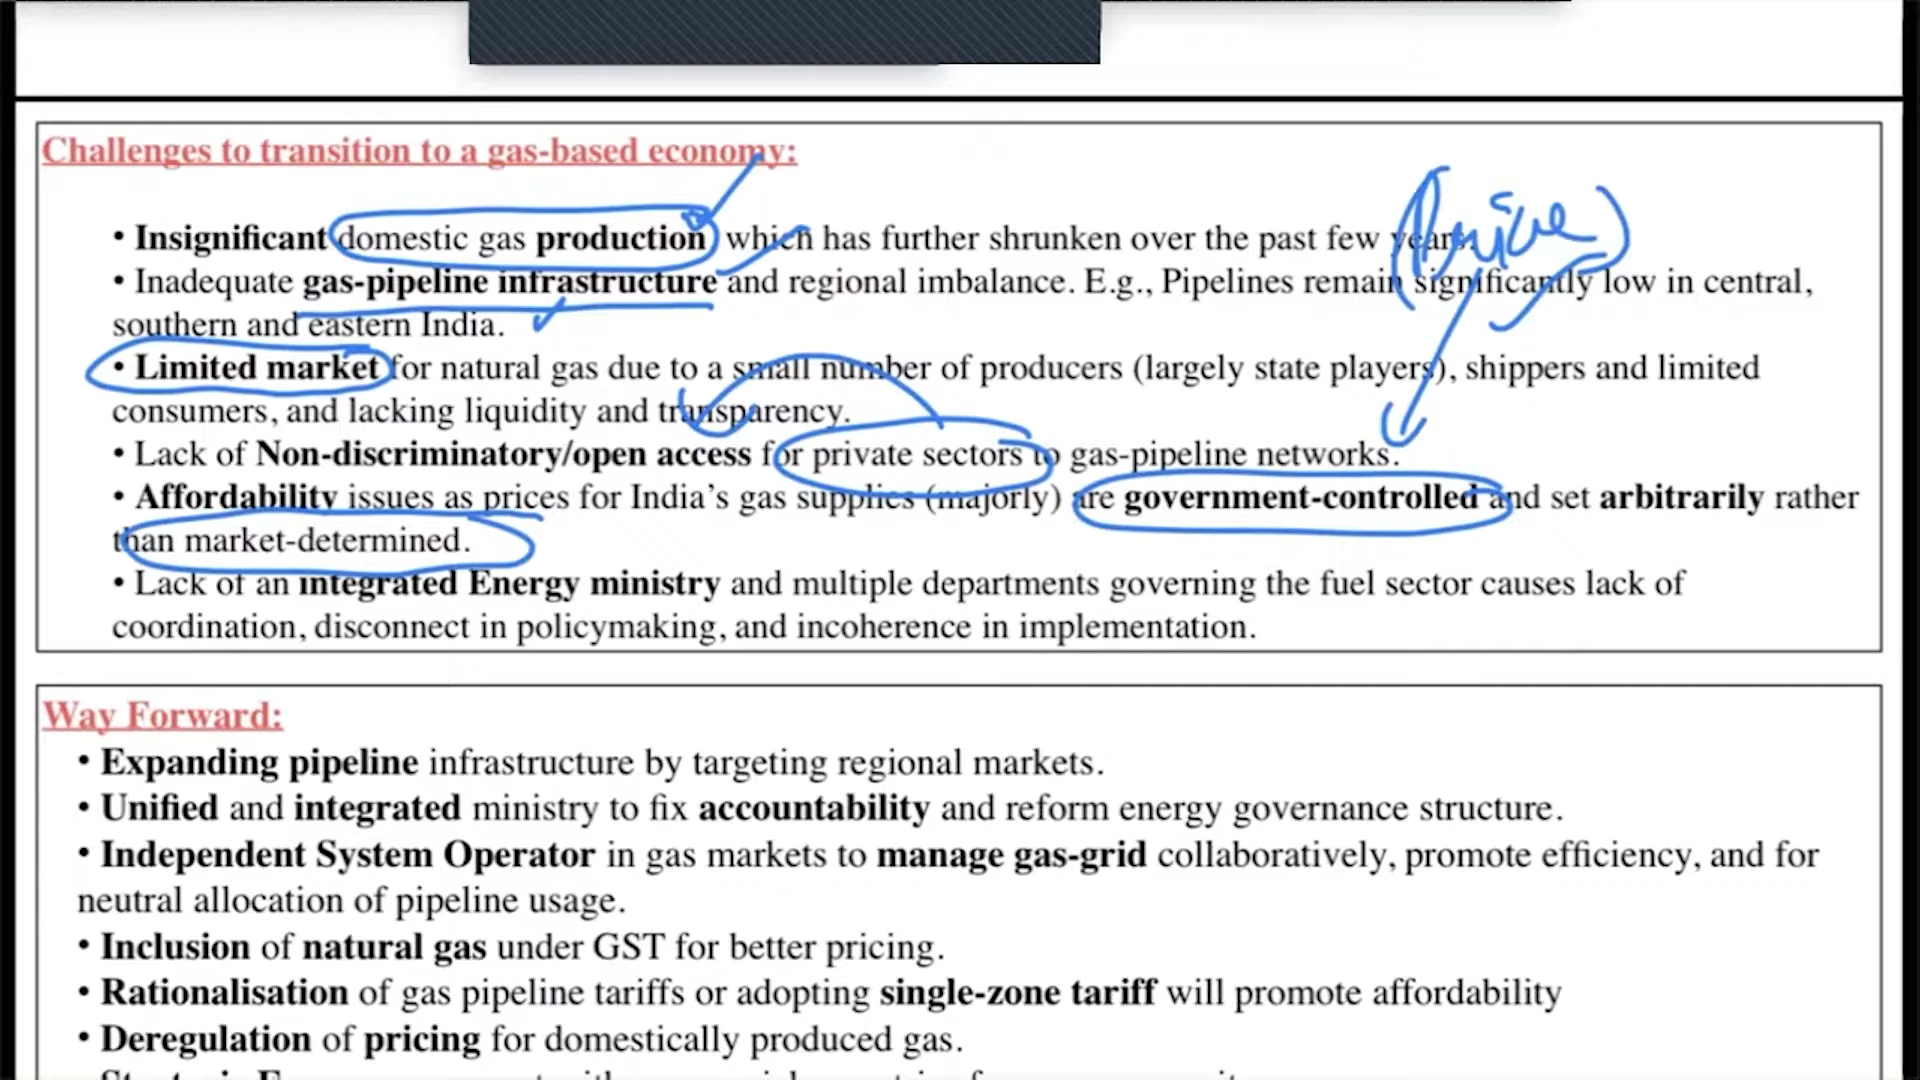 Challenges to transition to a gas-based economy:
• Insignificant domestic gas production, which has further shrunken over the past few years.
(Price)
• Inadequate gas-pipeline infrastructure and regional imbalance. E.g., Pipelines remain significantly low in central,
southern and eastern India.
• Limited market for natural gas due to a small number of producers (largely state players), shippers and limited
consumers, and lacking liquidity and transparency.
• Lack of Non-discriminatory/open access for private sectors to gas-pipeline networks.
• Affordability issues as prices for India’s gas supplies (majorly) are government-controlled and set arbitrarily rather
than market-determined.
• Lack of an integrated Energy ministry and multiple departments governing the fuel sector causes lack of
coordination, disconnect in policymaking, and incoherence in implementation.
Way Forward:
• Expanding pipeline infrastructure by targeting regional markets.
• Unified and integrated ministry to fix accountability and reform energy governance structure.
• Independent System Operator in gas markets to manage gas-grid collaboratively, promote efficiency, and for
neutral allocation of pipeline usage.
• Inclusion of natural gas under GST for better pricing.
• Rationalisation of gas pipeline tariffs or adopting single-zone tariff will promote affordability
• Deregulation of pricing for domestically produced gas.